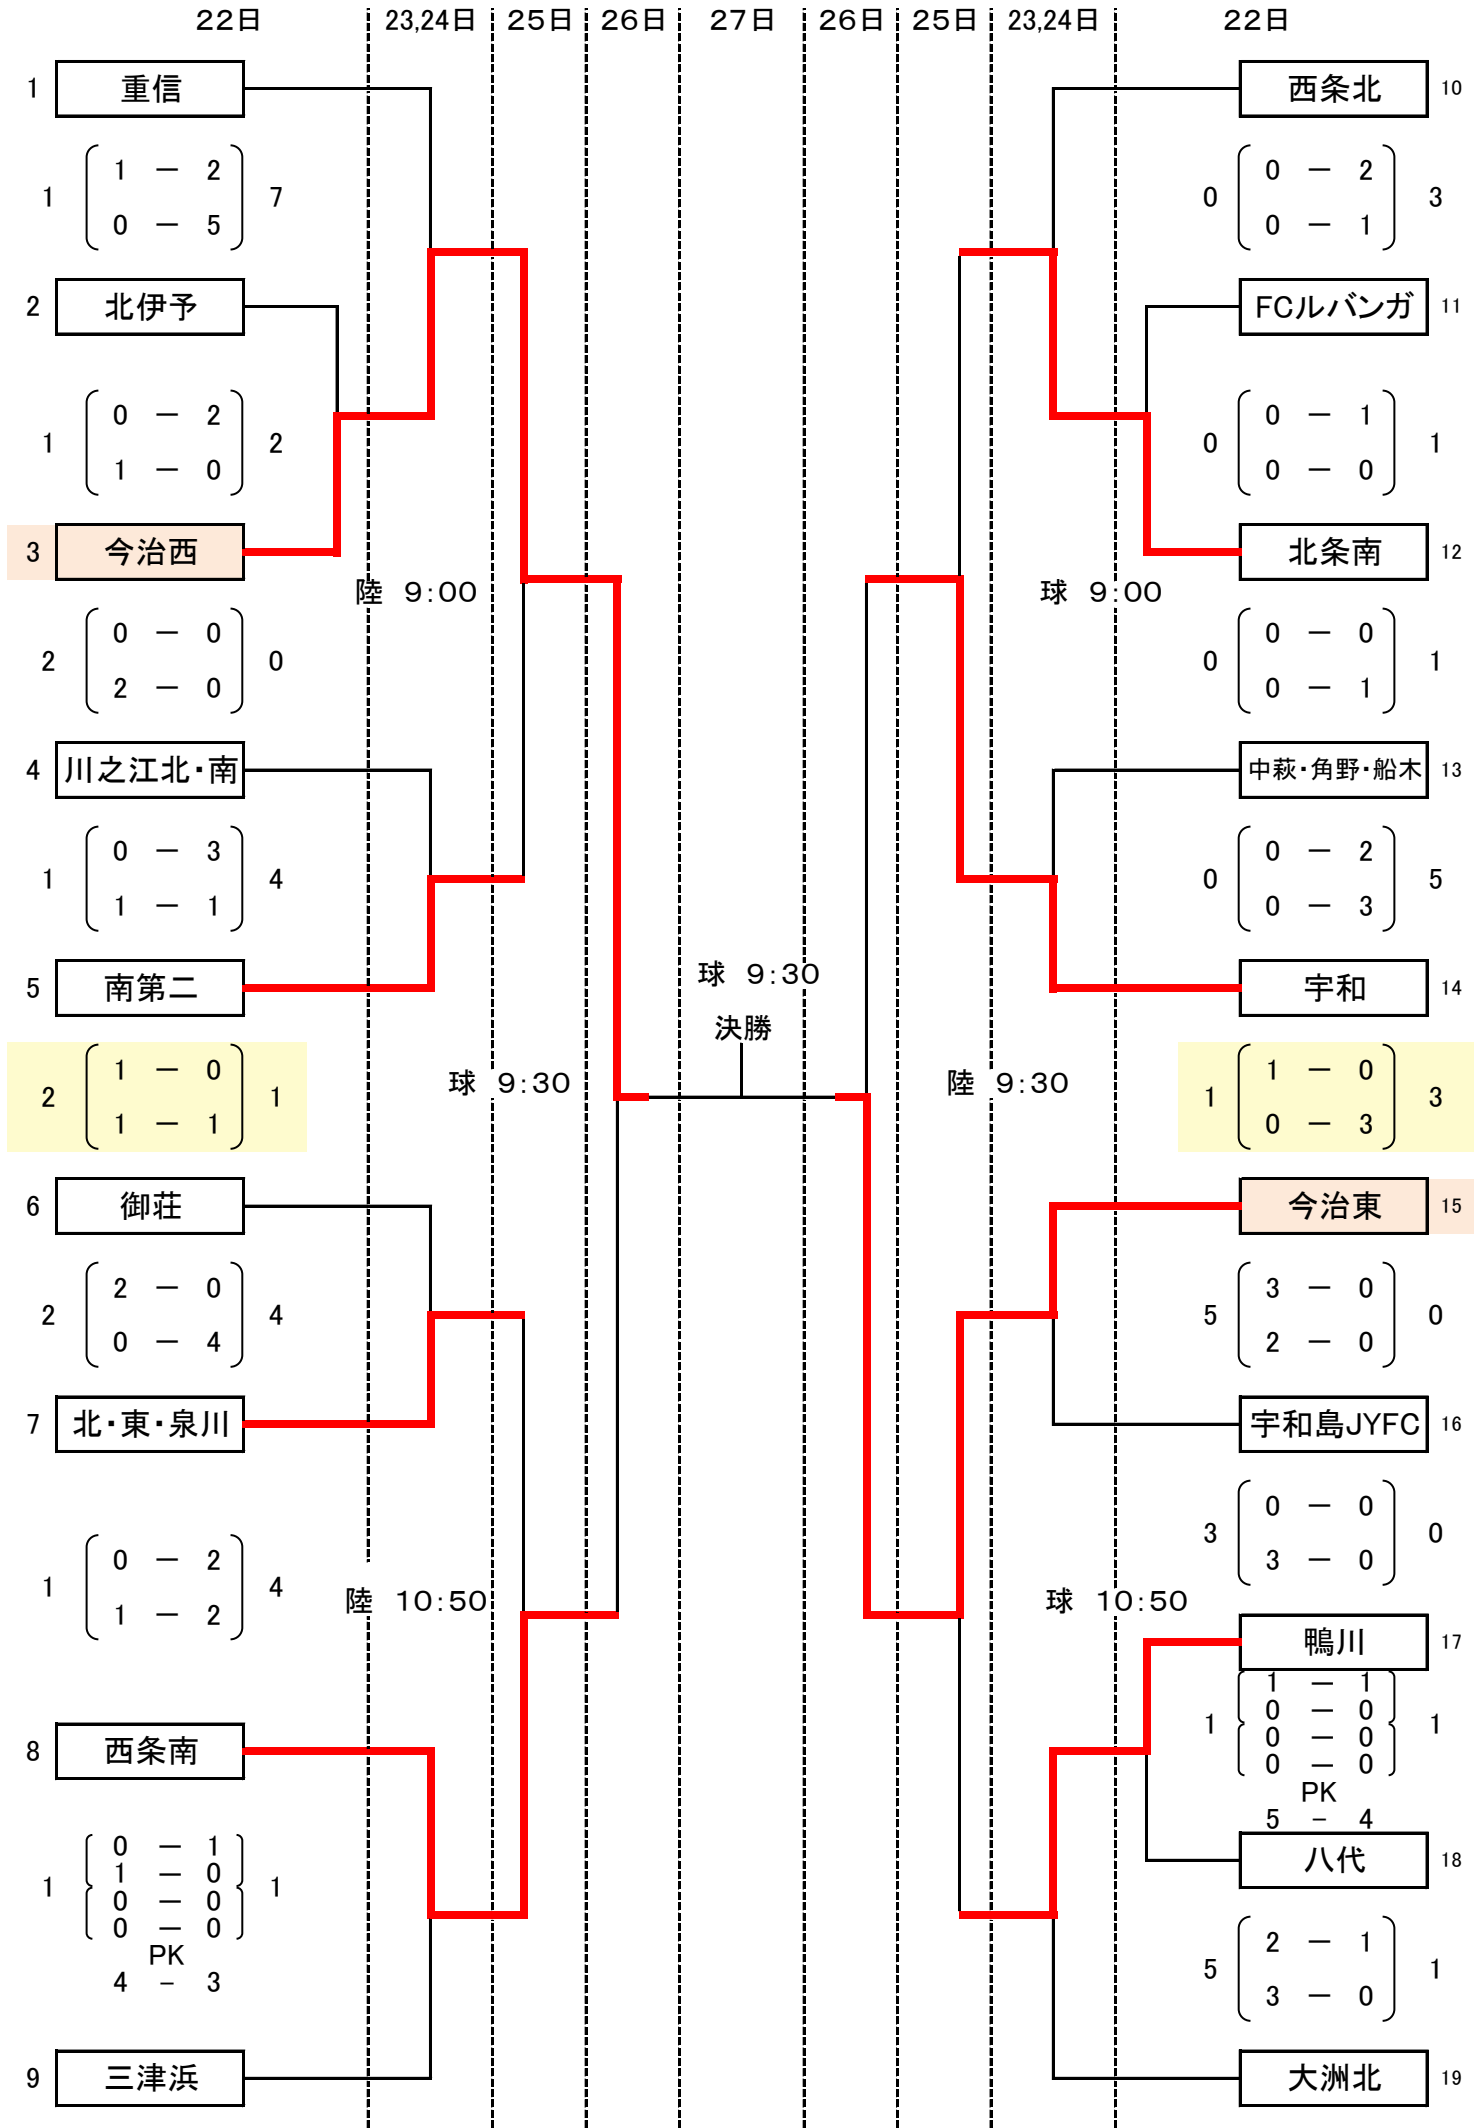 22日 23,24日 25日 26日 27日 26日 25日 23,24日 22日
1 重信
1 1 － 2 7
0 － 5
2 北伊予
1 0 － 2 2
1 － 0
3 今治西
陸 9:00
2 0 － 0 0
2 － 0
4 川之江北・南
1 0 － 3 4
1 － 1
5 南第二
2 1 － 0 1
1 － 1
球 9:30
6 御荘
2 2 － 0 4
0 － 4
7 北・東・泉川
1 0 － 2 4
1 － 2
陸 10:50
8 西条南
0 － 1
1 1 － 0 1
0 － 0
0 － 0
PK
4 － 3
9 三津浜
球 9:30
決勝
西条北 10
0 0 － 2 3
0 － 1
FCルバンガ 11
0 0 － 1 1
0 － 0
北条南 12
球 9:00
0 0 － 0 1
0 － 1
中萩・角野・船木 13
0 0 － 2 5
0 － 3
宇和 14
陸 9:30
1 1 － 0 3
0 － 3
今治東 15
5 3 － 0 0
2 － 0
宇和島JYFC 16
3 0 － 0 0
3 － 0
球 10:50
鴨川 17
1 － 1
1 0 － 0 1
0 － 0
0 － 0
PK
5 － 4
八代 18
5 2 － 1 1
3 － 0
大洲北 19